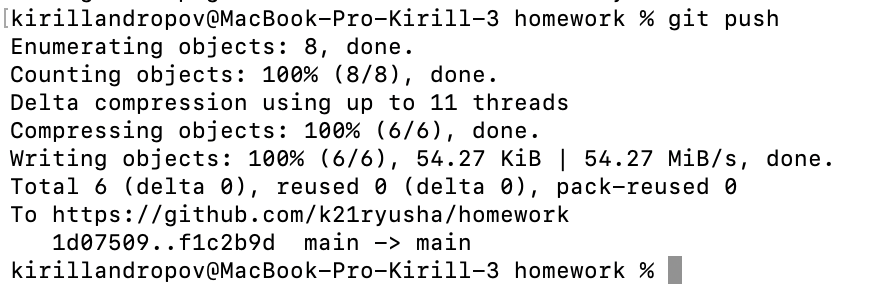 [kirillandropov@MacBook-Pro-Kirill-3 homework % git push
Enumerating objects: 8, done.
Counting objects: 100% (8/8), done.
Delta compression using up to 11 threads
Compressing objects: 100% (6/6), done.
Writing objects: 100% (6/6), 54.27 KiB | 54.27 MiB/s, done.
Total 6 (delta 0), reused 0 (delta 0), pack-reused 0
To https://github.com/k21ryusha/homework
   1d07509..f1c2b9d  main -> main
kirillandropov@MacBook-Pro-Kirill-3 homework %